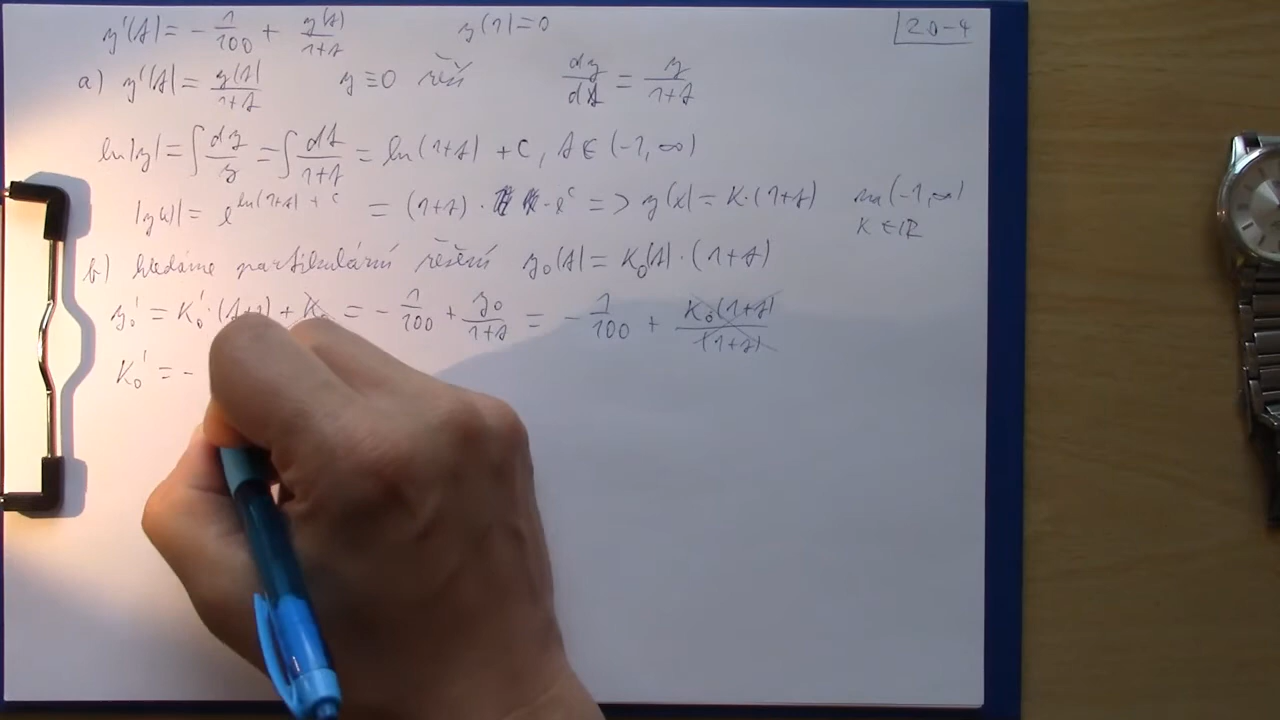 y'(t) = -1/100 + y(t)/(1+t)    y(1) = 0    20-4
a) y'(t) = y(t)/(1+t)    y ≡ 0 řeší    dy/dt = y/(1+t)
ln|y| = ∫ dy/y = ∫ dt/(1+t) = ln(1+t) + c, t ∈ (-1, ∞)
|y(t)| = e^(ln(1+t) + c) = (1+t) · e^c => y(x) = K·(1+t)    na (-1, ∞)
K ∈ ℝ
b) hledáme partikulární řešení y₀(t) = K₀(t)·(1+t)
y₀' = K₀'·(t+1) + K₀ = -1/100 + y₀/(1+t) = -1/100 + K₀(1+t)/(1+t)
K₀' = -